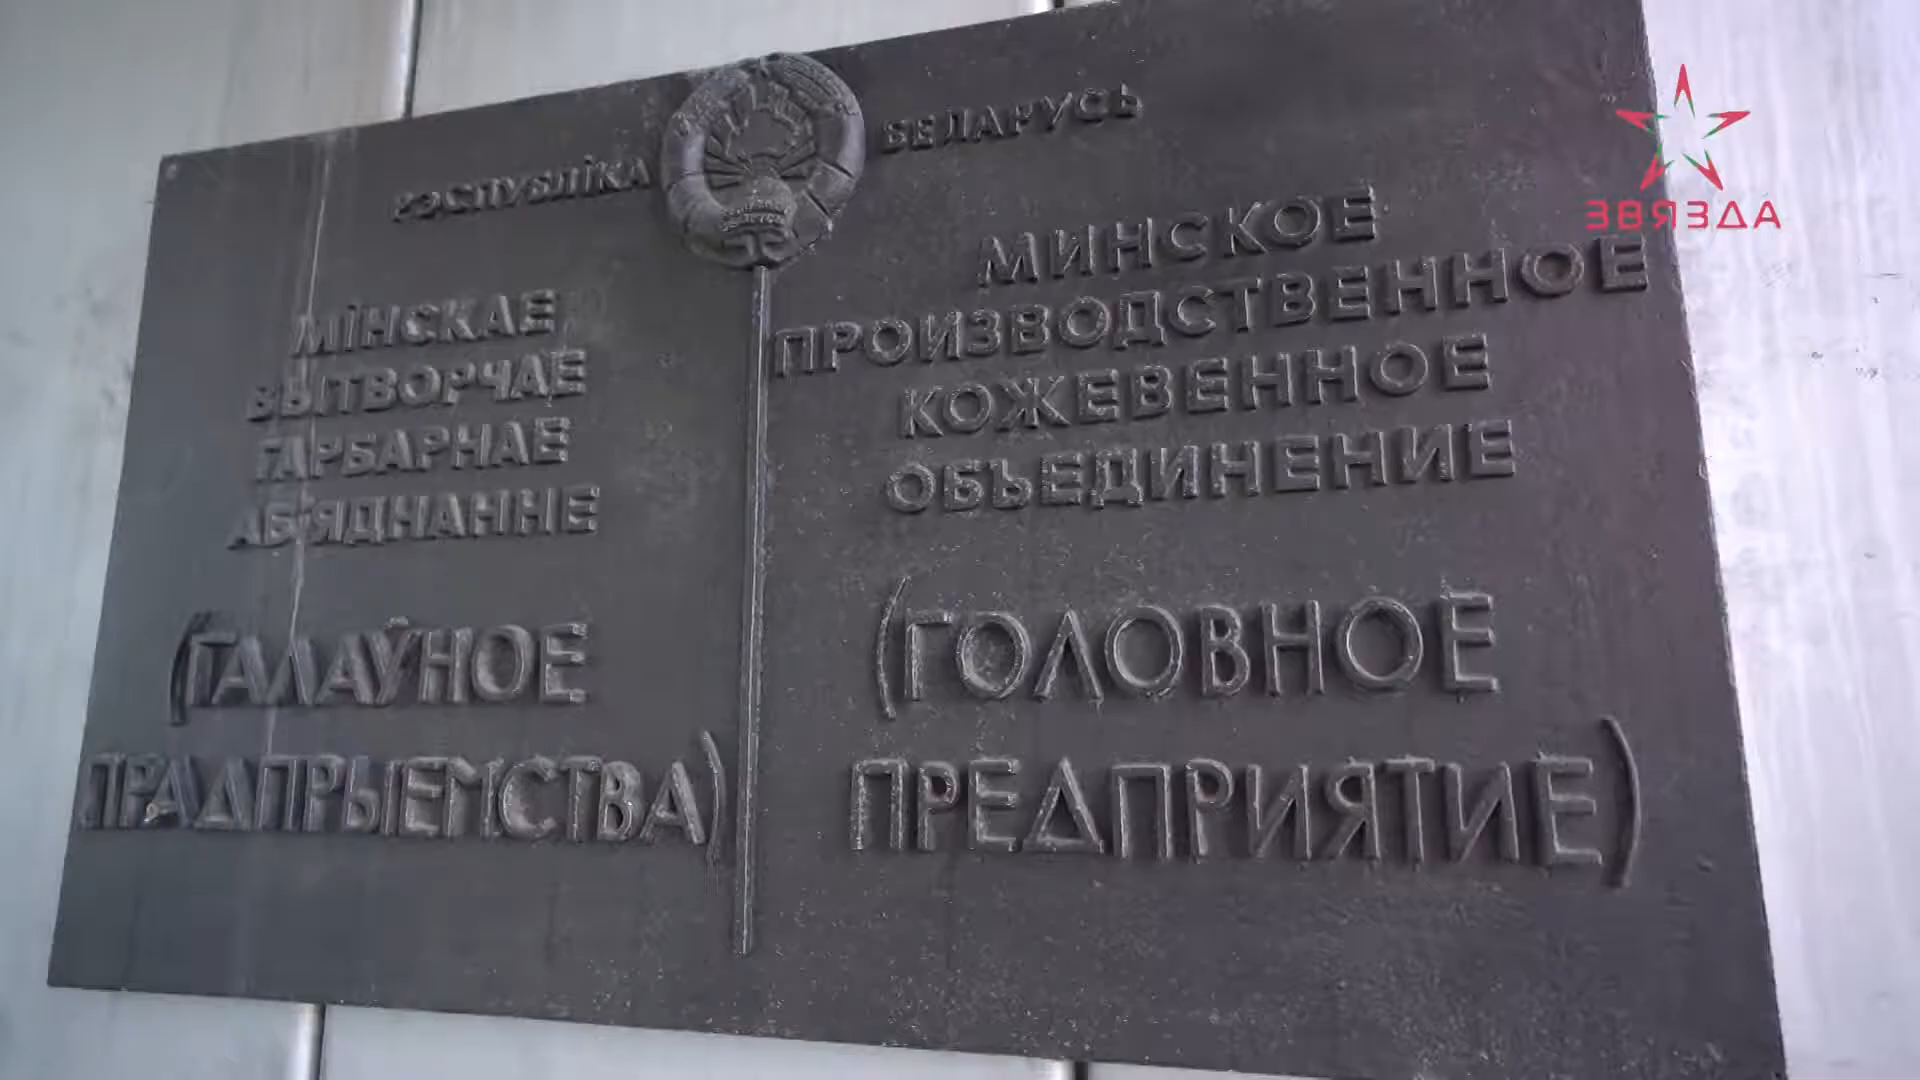 РЭСПУБЛІКА БЕЛАРУСЬ
МІНСКАЕ
ВЫТВОРЧАЕ
ГАРБАРНАЕ
АБ'ЯДНАННЕ
(ГАЛАЎНОЕ
ПРАДПРЫЕМСТВА)
МИНСКОЕ
ПРОИЗВОДСТВЕННОЕ
КОЖЕВЕННОЕ
ОБЪЕДИНЕНИЕ
(ГОЛОВНОЕ
ПРЕДПРИЯТИЕ)
ЗВЯЗДА